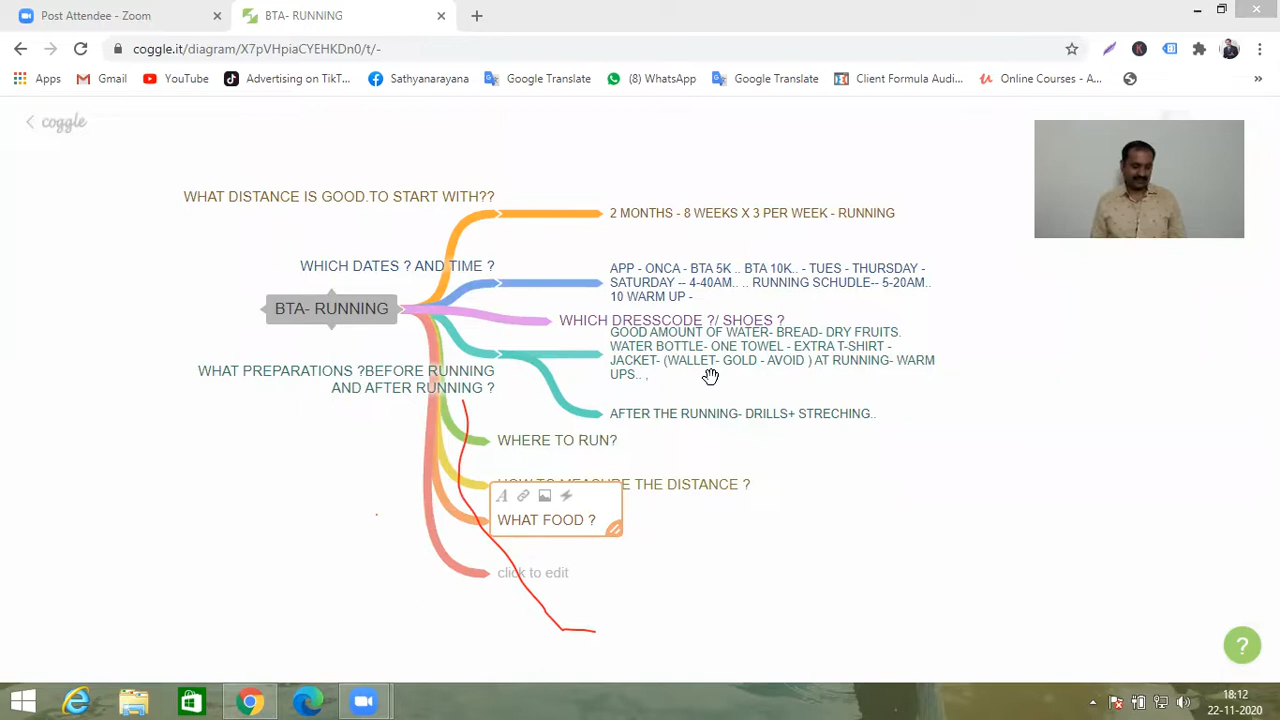 Post Attendee - Zoom
BTA- RUNNING
coggle.it/diagram/X7pVHpiaCYEHKDn0/t/-
Apps
Gmail
YouTube
Advertising on TikT...
Sathyanarayana
Google Translate
(8) WhatsApp
Google Translate
Client Formula Audi...
Online Courses - A...
coggle
WHAT DISTANCE IS GOOD.TO START WITH??
2 MONTHS - 8 WEEKS X 3 PER WEEK - RUNNING
WHICH DATES ? AND TIME ?
APP - ONCA - BTA 5K .. BTA 10K.. - TUES - THURSDAY -
SATURDAY -- 4-40AM.. .. RUNNING SCHUDLE-- 5-20AM..
10 WARM UP -
BTA- RUNNING
WHICH DRESSCODE ?/ SHOES ?
GOOD AMOUNT OF WATER- BREAD- DRY FRUITS.
WATER BOTTLE- ONE TOWEL - EXTRA T-SHIRT -
JACKET- (WALLET- GOLD - AVOID ) AT RUNNING- WARM
UPS.. ,
WHAT PREPARATIONS ?BEFORE RUNNING
AND AFTER RUNNING ?
AFTER THE RUNNING- DRILLS+ STRECHING..
WHERE TO RUN?
HOW TO MEASURE THE DISTANCE ?
WHAT FOOD ?
click to edit
18:12
22-11-2020